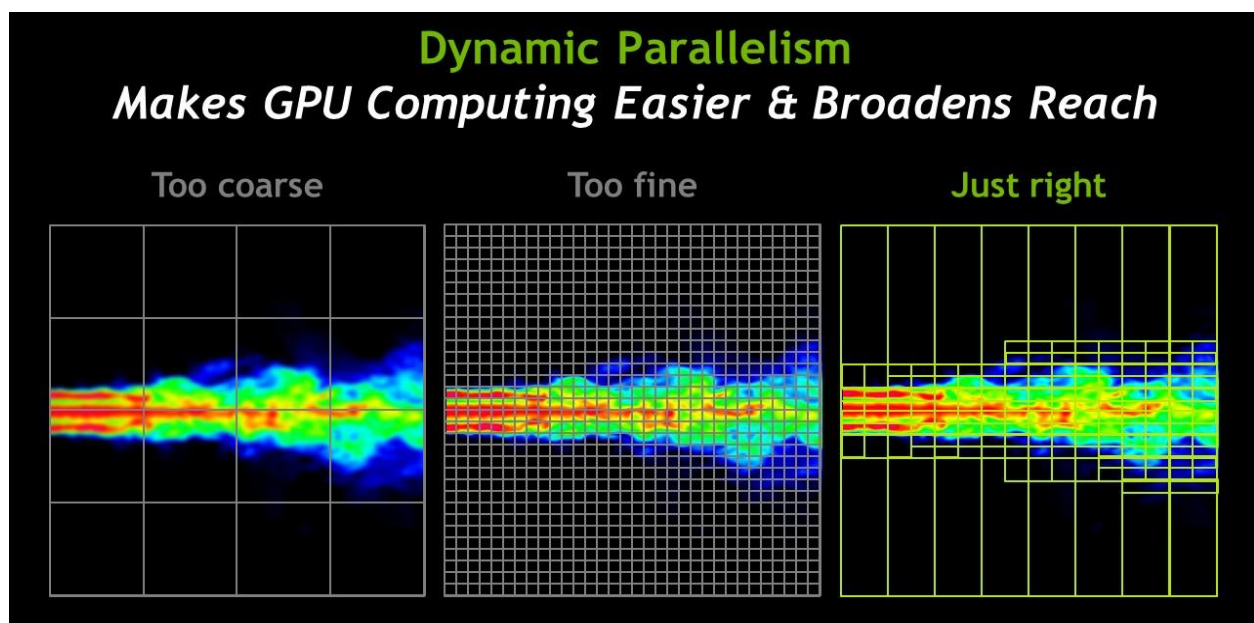 Dynamic Parallelism
Makes GPU Computing Easier & Broadens Reach
Too coarse
Too fine
Just right